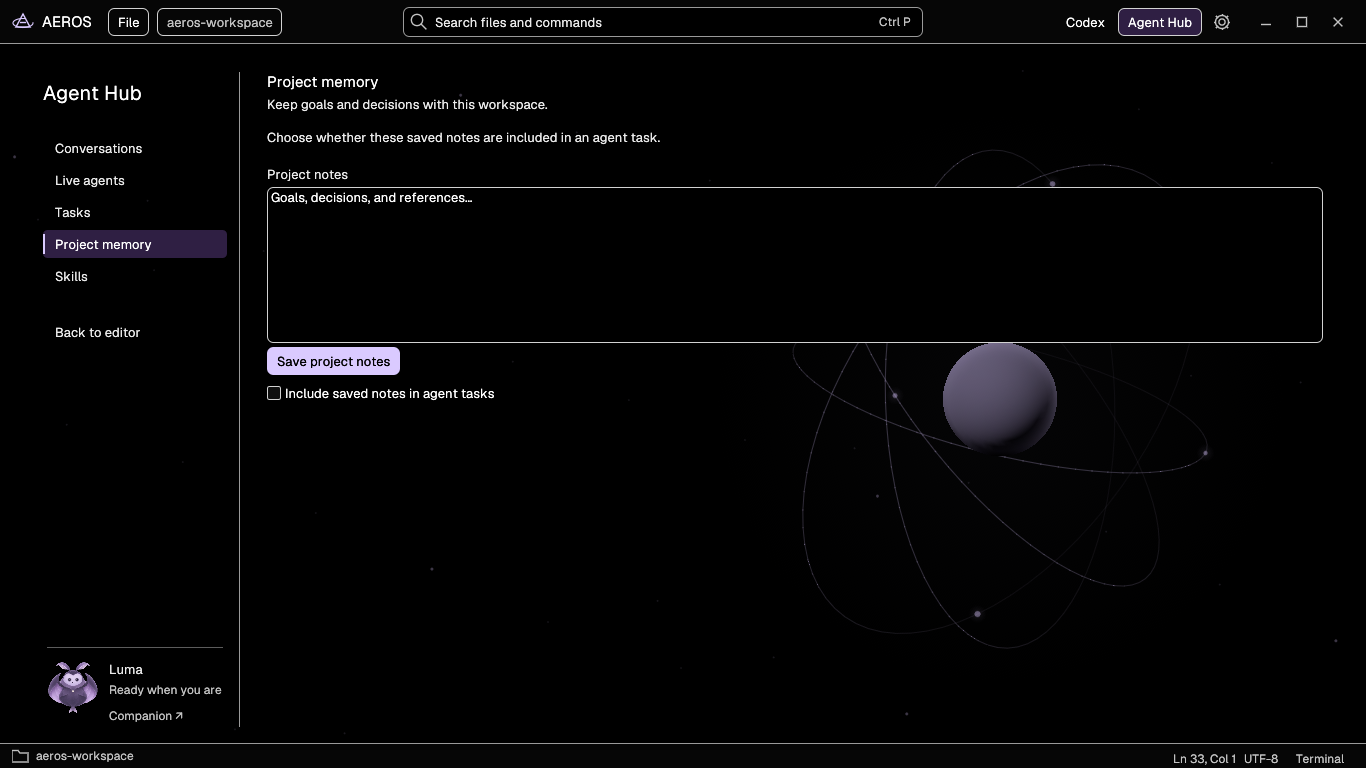 AEROS File aeros-workspace Search files and commands Ctrl P Codex Agent Hub
Agent Hub
Conversations
Live agents
Tasks
Project memory
Skills
Back to editor
Project memory
Keep goals and decisions with this workspace.
Choose whether these saved notes are included in an agent task.
Project notes
Goals, decisions, and references...
Save project notes
Include saved notes in agent tasks
Luma
Ready when you are
Companion ↗
aeros-workspace Ln 33, Col 1 UTF-8 Terminal